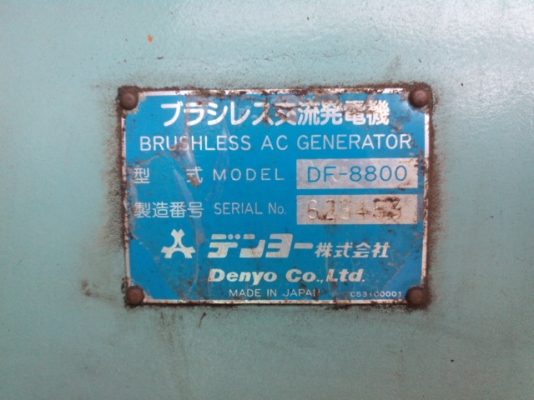 ブラシレス交流発電機
BRUSHLESS AC GENERATOR
型 式 MODEL DF-8800
製造番号 SERIAL No.
デンヨー株式会社
Denyo Co.,Ltd.
MADE IN JAPAN